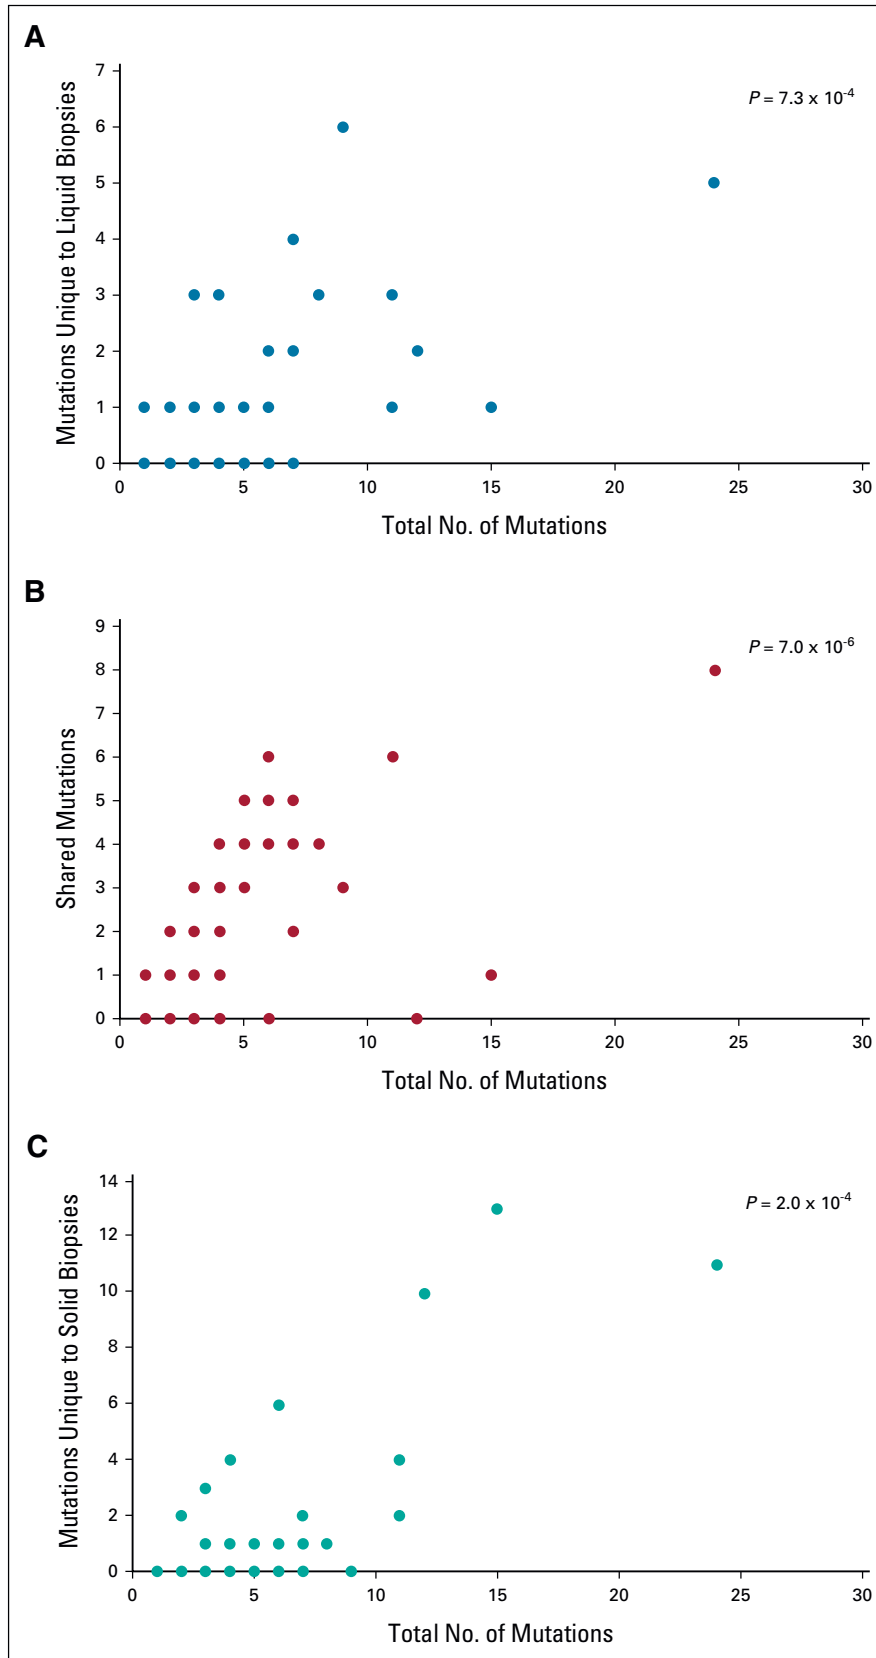 A
7
6
5
4
3
2
1
0
Mutations Unique to Liquid Biopsies
P = 7.3 x 10-4
0 5 10 15 20 25 30
Total No. of Mutations
B
9
8
7
6
5
4
3
2
1
0
Shared Mutations
P = 7.0 x 10-6
0 5 10 15 20 25 30
Total No. of Mutations
C
14
12
10
8
6
4
2
0
Mutations Unique to Solid Biopsies
P = 2.0 x 10-4
0 5 10 15 20 25 30
Total No. of Mutations